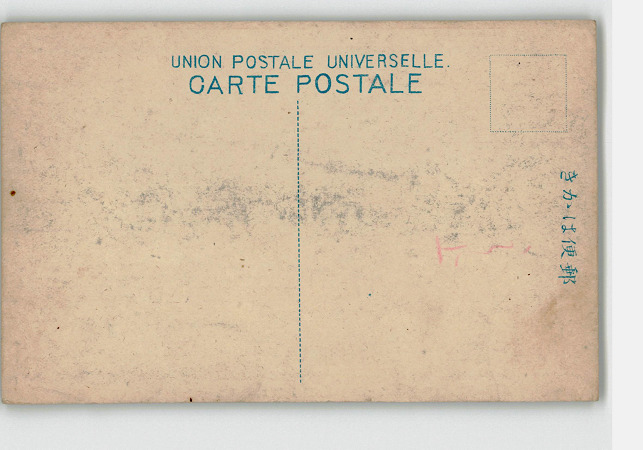 UNION POSTALE UNIVERSELLE.
CARTE POSTALE
郵便はかき